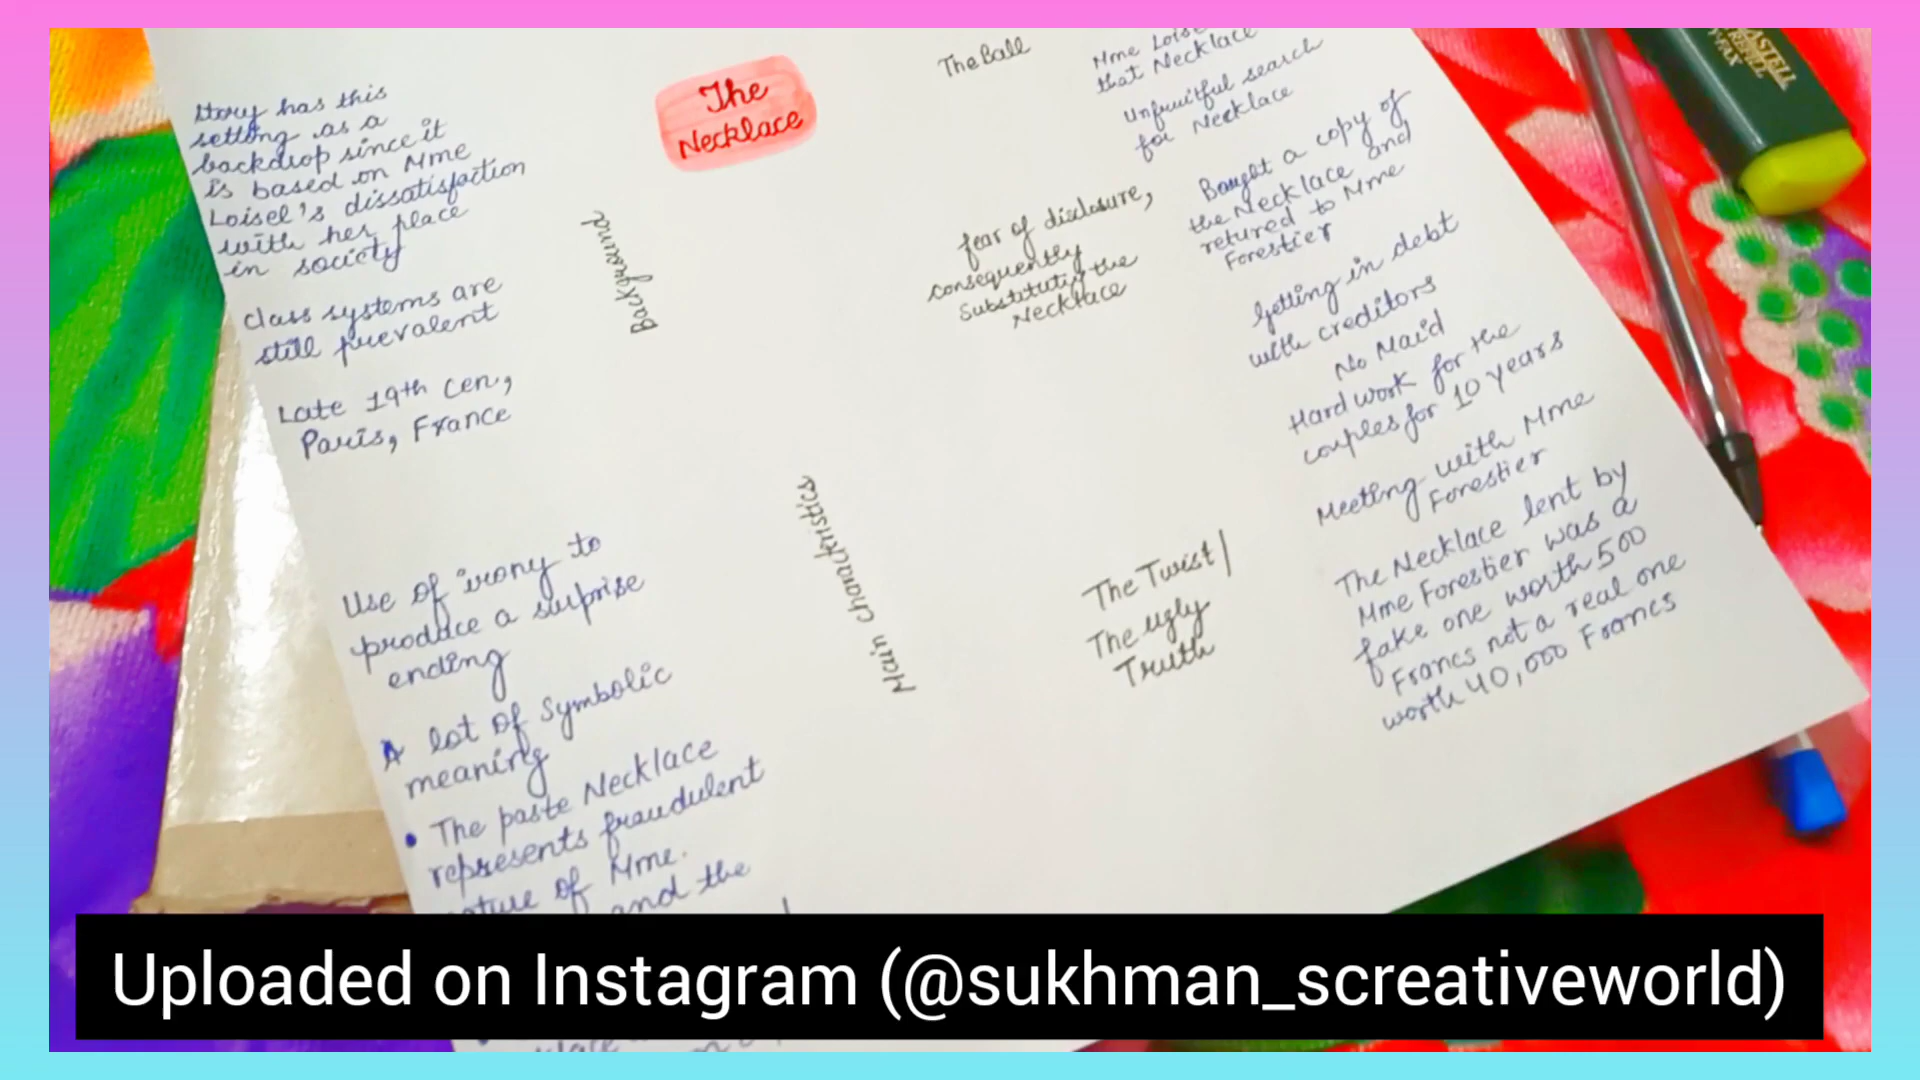 The
Necklace
Story has this
setting as a
backdrop since it
is based on Mme
Loisel's dissatisfaction
with her place
in society
Class systems are
still prevalent
Late 19th Cen,
Paris, France
Background
Use of irony to
produce a surprise
ending
A lot of Symbolic
meaning
• The paste Necklace
represents fraudulent
of Mme.
and the
Main
The Ball
fear of disclosure,
consequently
Substituting the
Necklace
The Twist/
The ugly
Truth
Mme
that Necklace
Unfruitful search
for Necklace
Bought a copy of
the Necklace and
retured to Mme
Forestier
Getting in debt
with creditors
No Maid
Hard work for the
couples for 10 years
Meeting with Mme
Forestier
The Necklace lent by
Mme Forestier was a
fake one worth 500
Francs not a real one
worth 40,000 Francs
Uploaded on Instagram (@sukhman_screativeworld)